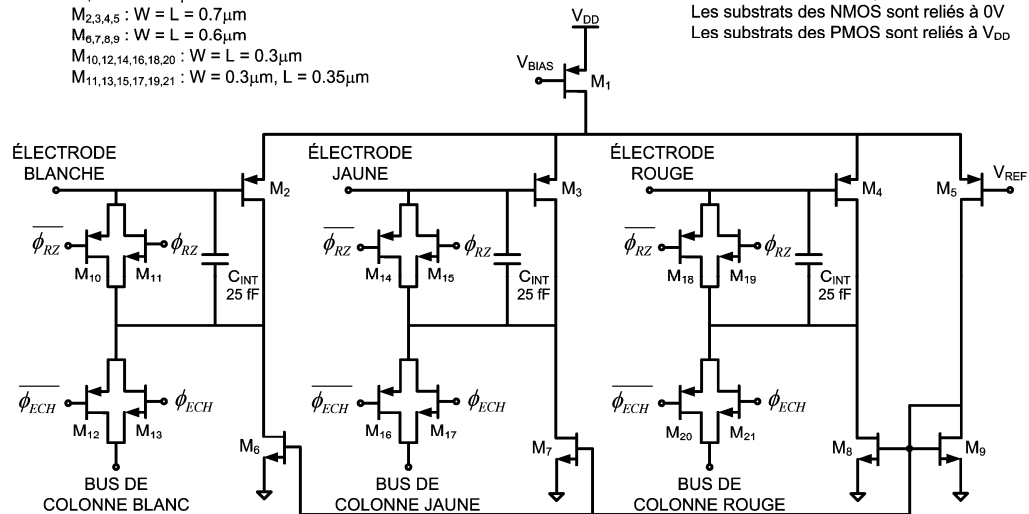 M2,3,4,5 : W = L = 0.7μm
M6,7,8,9 : W = L = 0.6μm
M10,12,14,16,18,20 : W = L = 0.3μm
M11,13,15,17,19,21 : W = 0.3μm, L = 0.35μm
Les substrats des NMOS sont reliés à 0V
Les substrats des PMOS sont reliés à VDD
VDD
VBIAS
M1
ÉLECTRODE
BLANCHE
M2
ÉLECTRODE
JAUNE
M3
ÉLECTRODE
ROUGE
M4
M5
VREF
ϕRZ
M10
M11
ϕRZ
CINT
25 fF
ϕRZ
M14
M15
ϕRZ
CINT
25 fF
ϕRZ
M18
M19
ϕRZ
CINT
25 fF
ϕECH
M12
M13
ϕECH
M6
ϕECH
M16
M17
ϕECH
M7
ϕECH
M20
M21
ϕECH
M8
M9
BUS DE
COLONNE BLANC
BUS DE
COLONNE JAUNE
BUS DE
COLONNE ROUGE